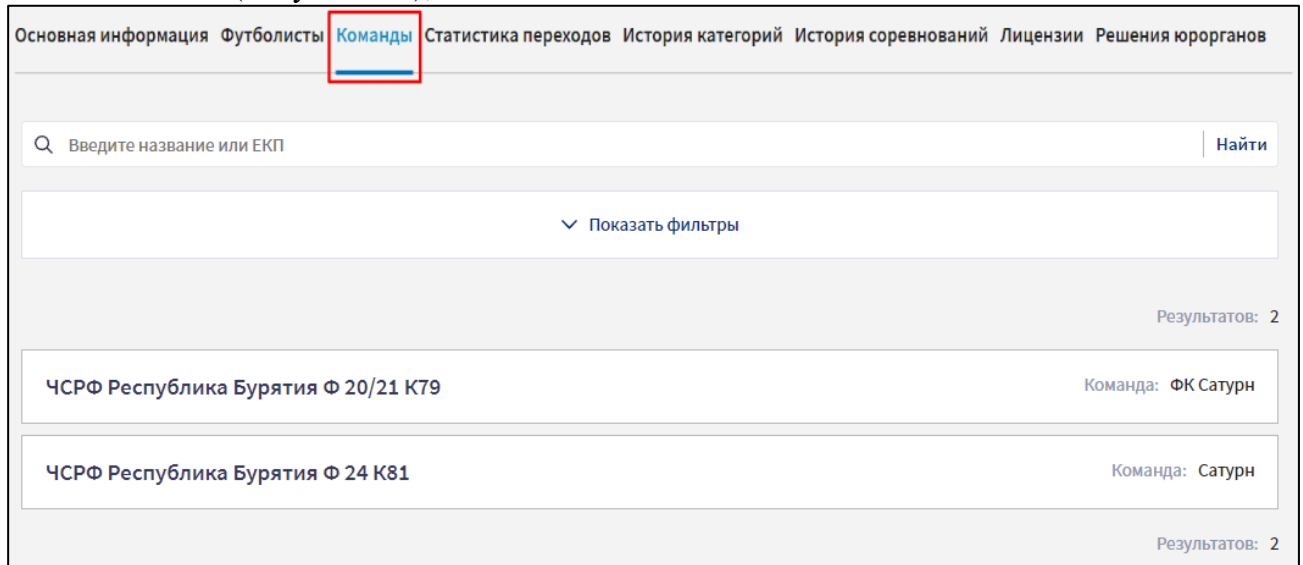 Основная информация Футболисты Команды Статистика переходов История категорий История соревнований Лицензии Решения юрорганов
Введите название или ЕКП Найти
Показать фильтры
Результатов: 2
ЧСРФ Республика Бурятия Ф 20/21 К79 Команда: ФК Сатурн
ЧСРФ Республика Бурятия Ф 24 К81 Команда: Сатурн
Результатов: 2